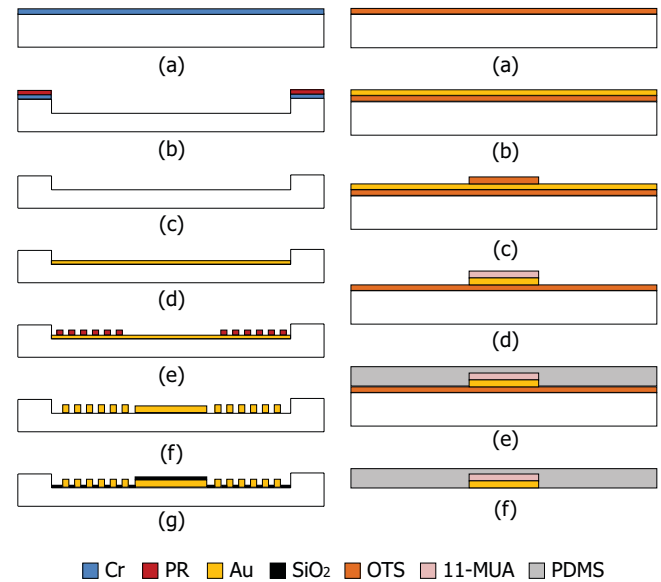 (a)
(b)
(c)
(d)
(e)
(f)
(g)
(a)
(b)
(c)
(d)
(e)
(f)
Cr PR Au SiO₂ OTS 11-MUA PDMS